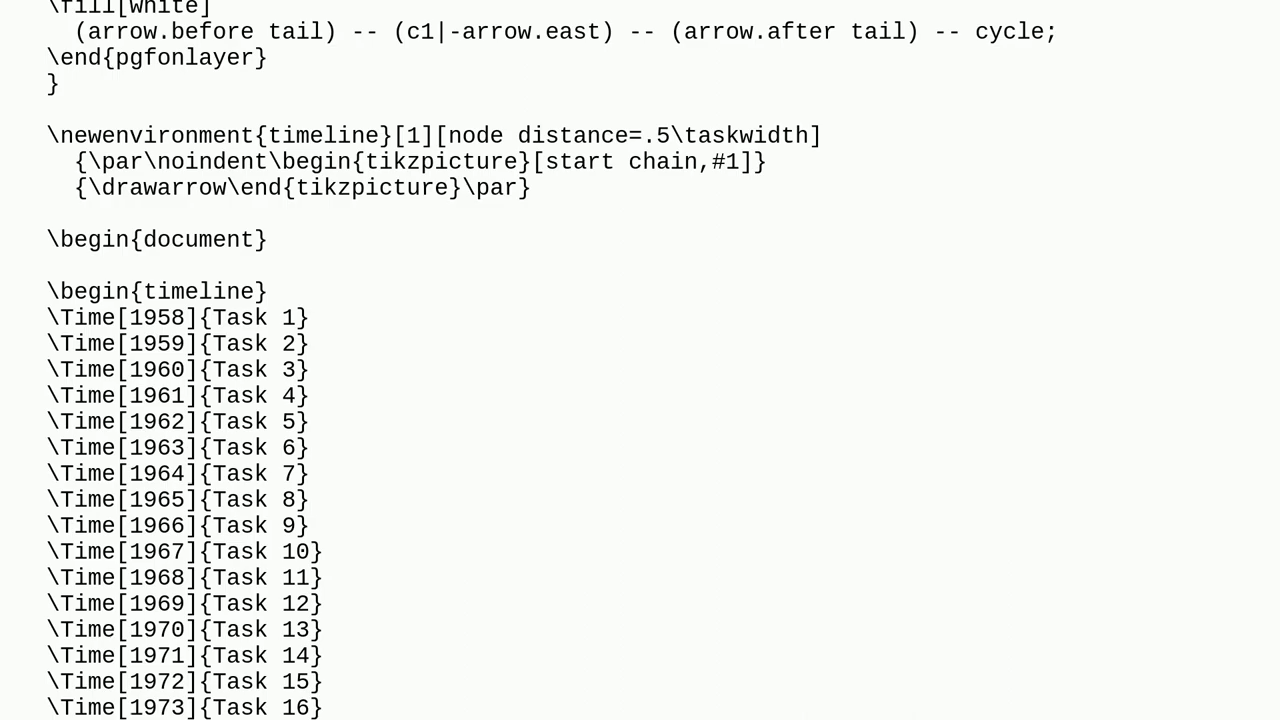 \fill[white]
  (arrow.before tail) -- (c1|-arrow.east) -- (arrow.after tail) -- cycle;
\end{pgfonlayer}
}

\newenvironment{timeline}[1][node distance=.5\taskwidth]
  {\par\noindent\begin{tikzpicture}[start chain,#1]}
  {\drawarrow\end{tikzpicture}\par}

\begin{document}

\begin{timeline}
\Time[1958]{Task 1}
\Time[1959]{Task 2}
\Time[1960]{Task 3}
\Time[1961]{Task 4}
\Time[1962]{Task 5}
\Time[1963]{Task 6}
\Time[1964]{Task 7}
\Time[1965]{Task 8}
\Time[1966]{Task 9}
\Time[1967]{Task 10}
\Time[1968]{Task 11}
\Time[1969]{Task 12}
\Time[1970]{Task 13}
\Time[1971]{Task 14}
\Time[1972]{Task 15}
\Time[1973]{Task 16}